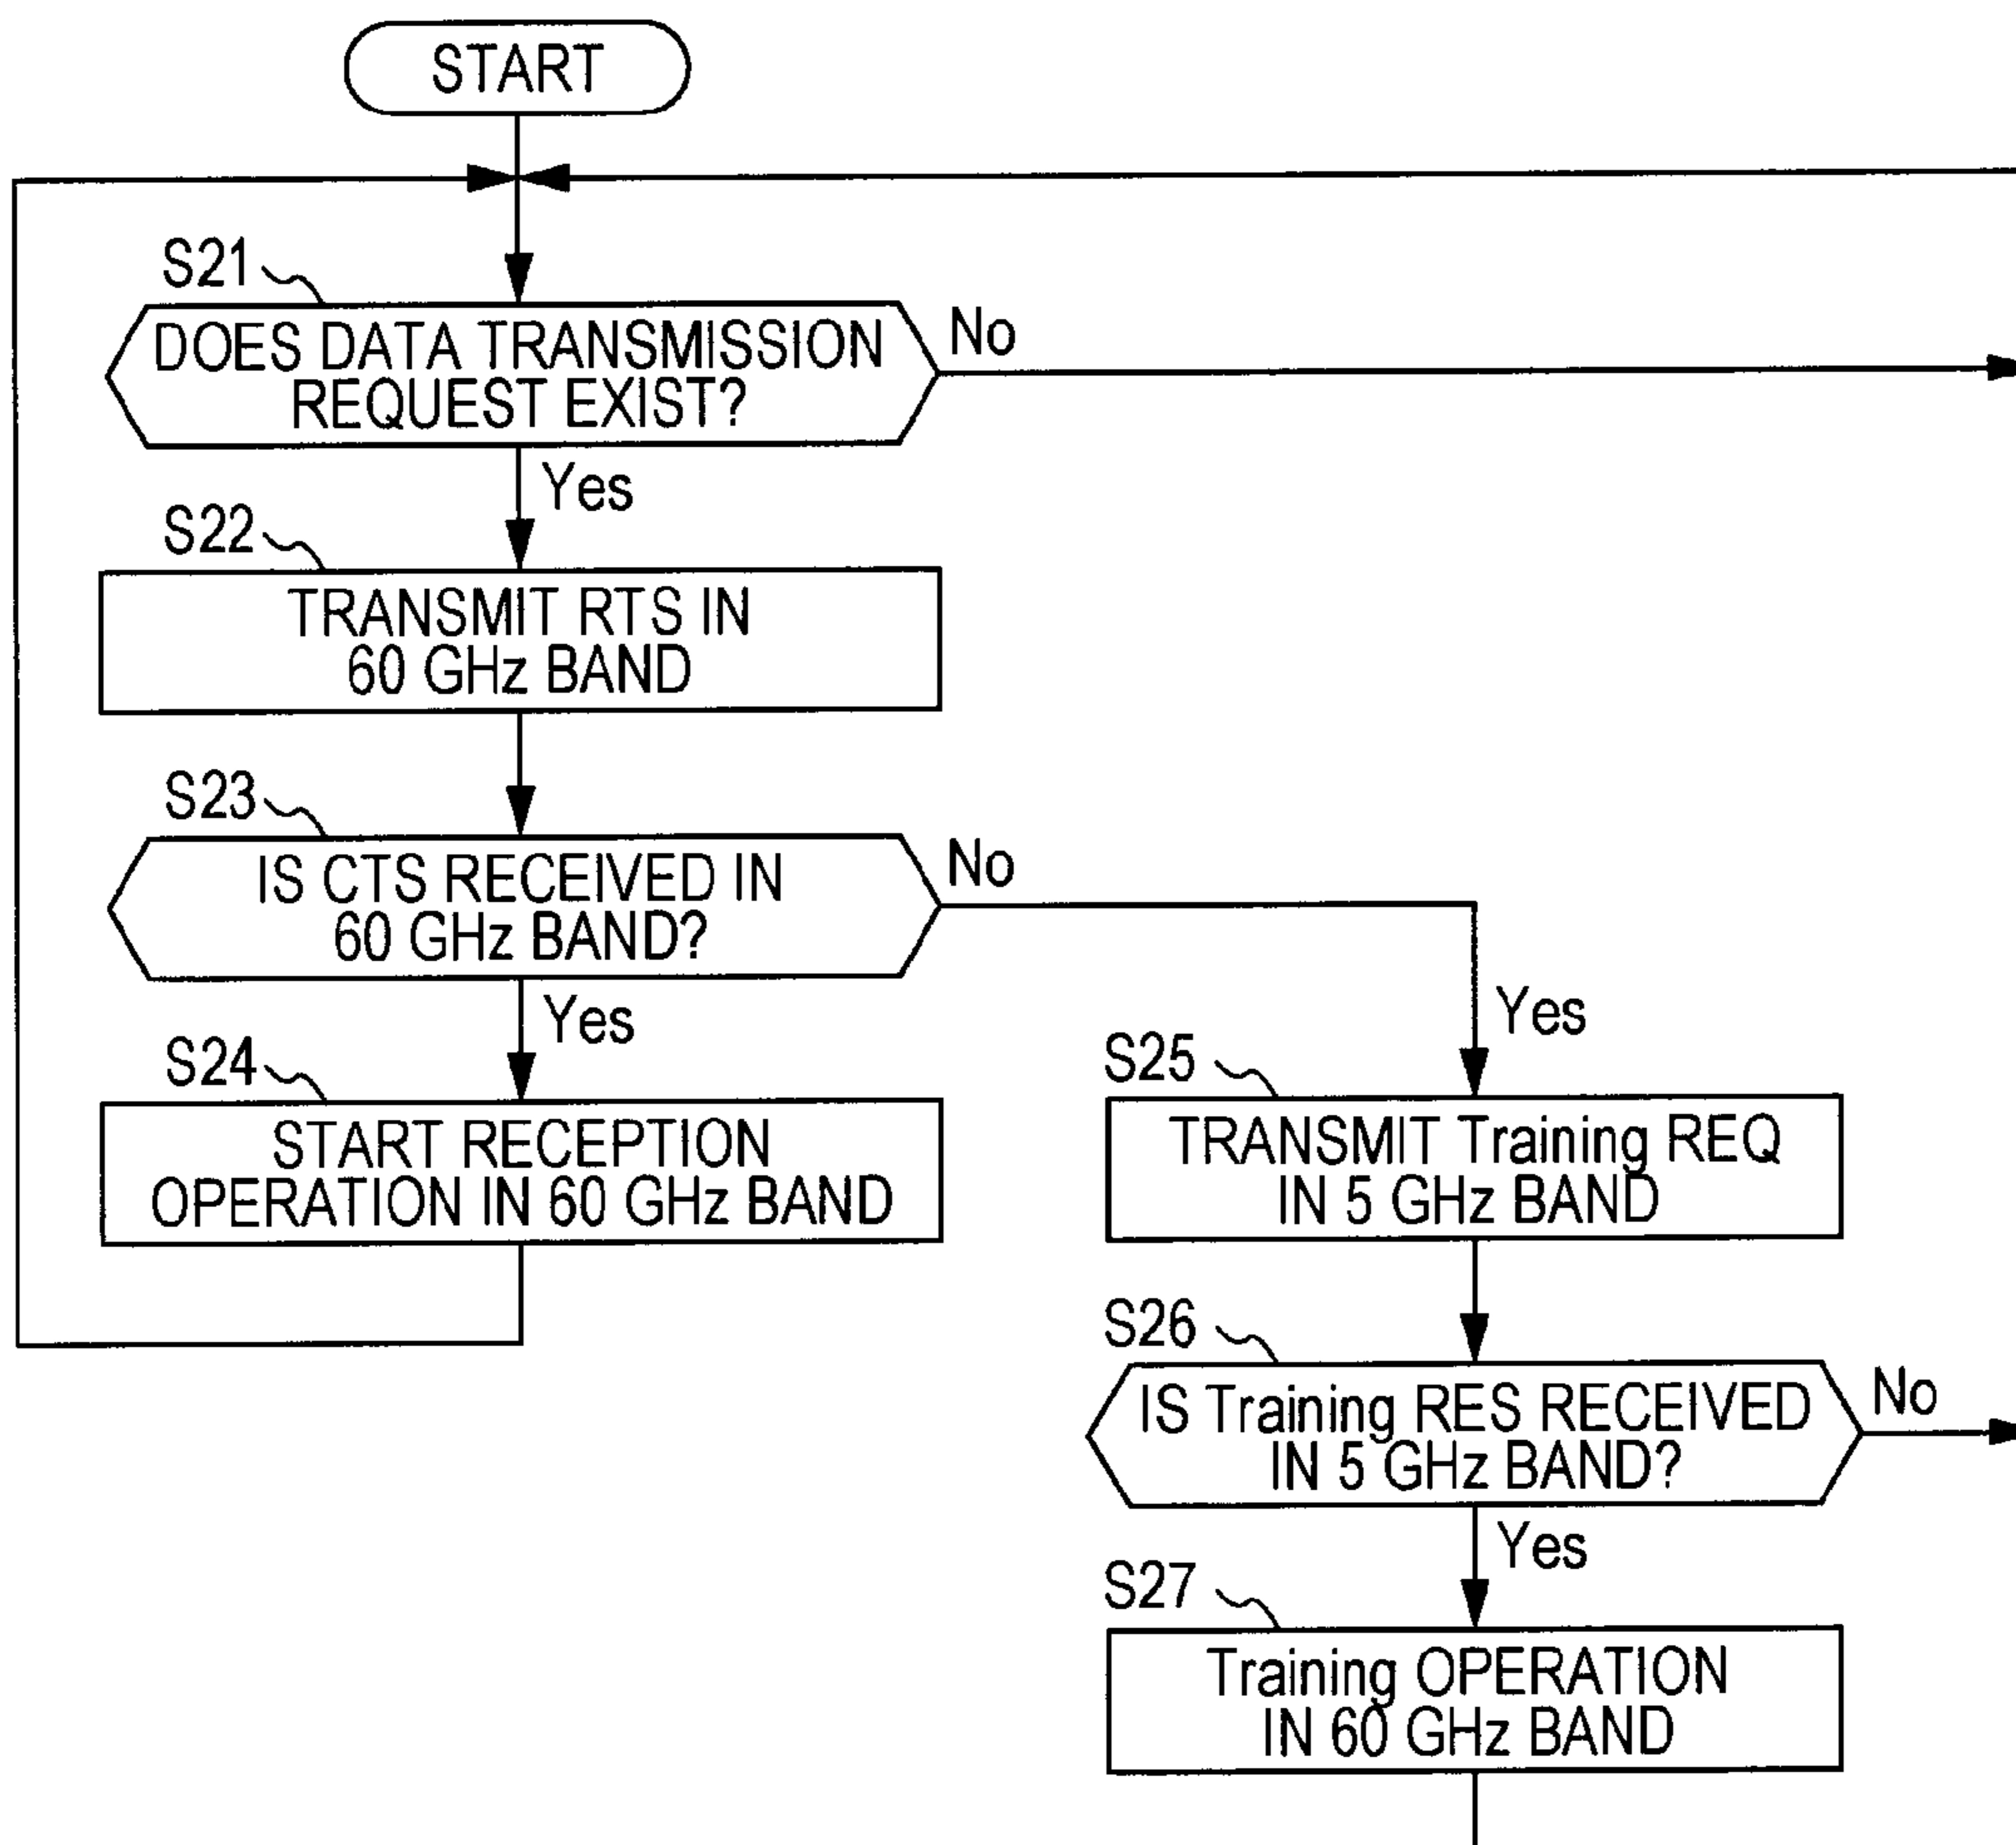 START
S21
DOES DATA TRANSMISSION
REQUEST EXIST?
No
Yes
S22
TRANSMIT RTS IN
60 GHz BAND
S23
IS CTS RECEIVED IN
60 GHz BAND?
No
Yes
S24
START RECEPTION
OPERATION IN 60 GHz BAND
Yes
S25
TRANSMIT Training REQ
IN 5 GHz BAND
S26
IS Training RES RECEIVED
IN 5 GHz BAND?
No
Yes
S27
Training OPERATION
IN 60 GHz BAND